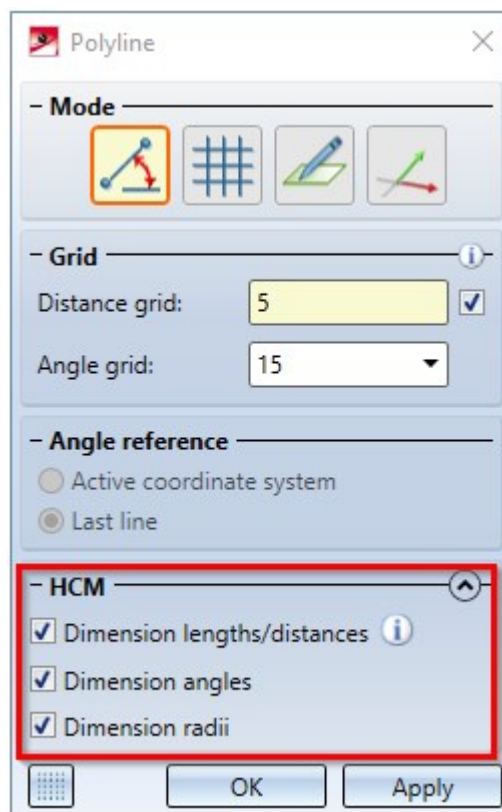 Polyline
Mode
Grid
Distance grid: 5
Angle grid: 15
Angle reference
Active coordinate system
Last line
HCM
Dimension lengths/distances
Dimension angles
Dimension radii
OK Apply